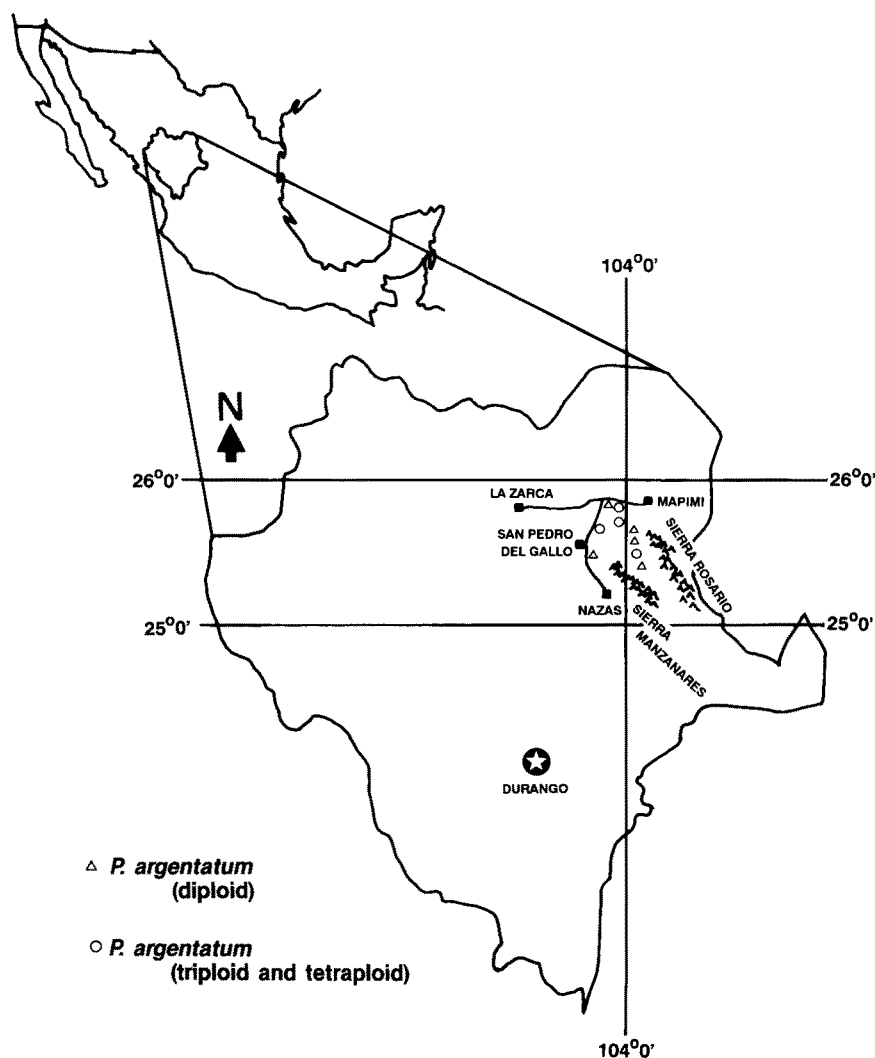 104°0'
N
26°0'
26°0'
LA ZARCA
MAPIMI
SAN PEDRO
DEL GALLO
SIERRA ROSARIO
NAZAS
SIERRA
MANZANARES
25°0'
25°0'
DURANGO
P. argentatum
(diploid)
P. argentatum
(triploid and tetraploid)
104°0'